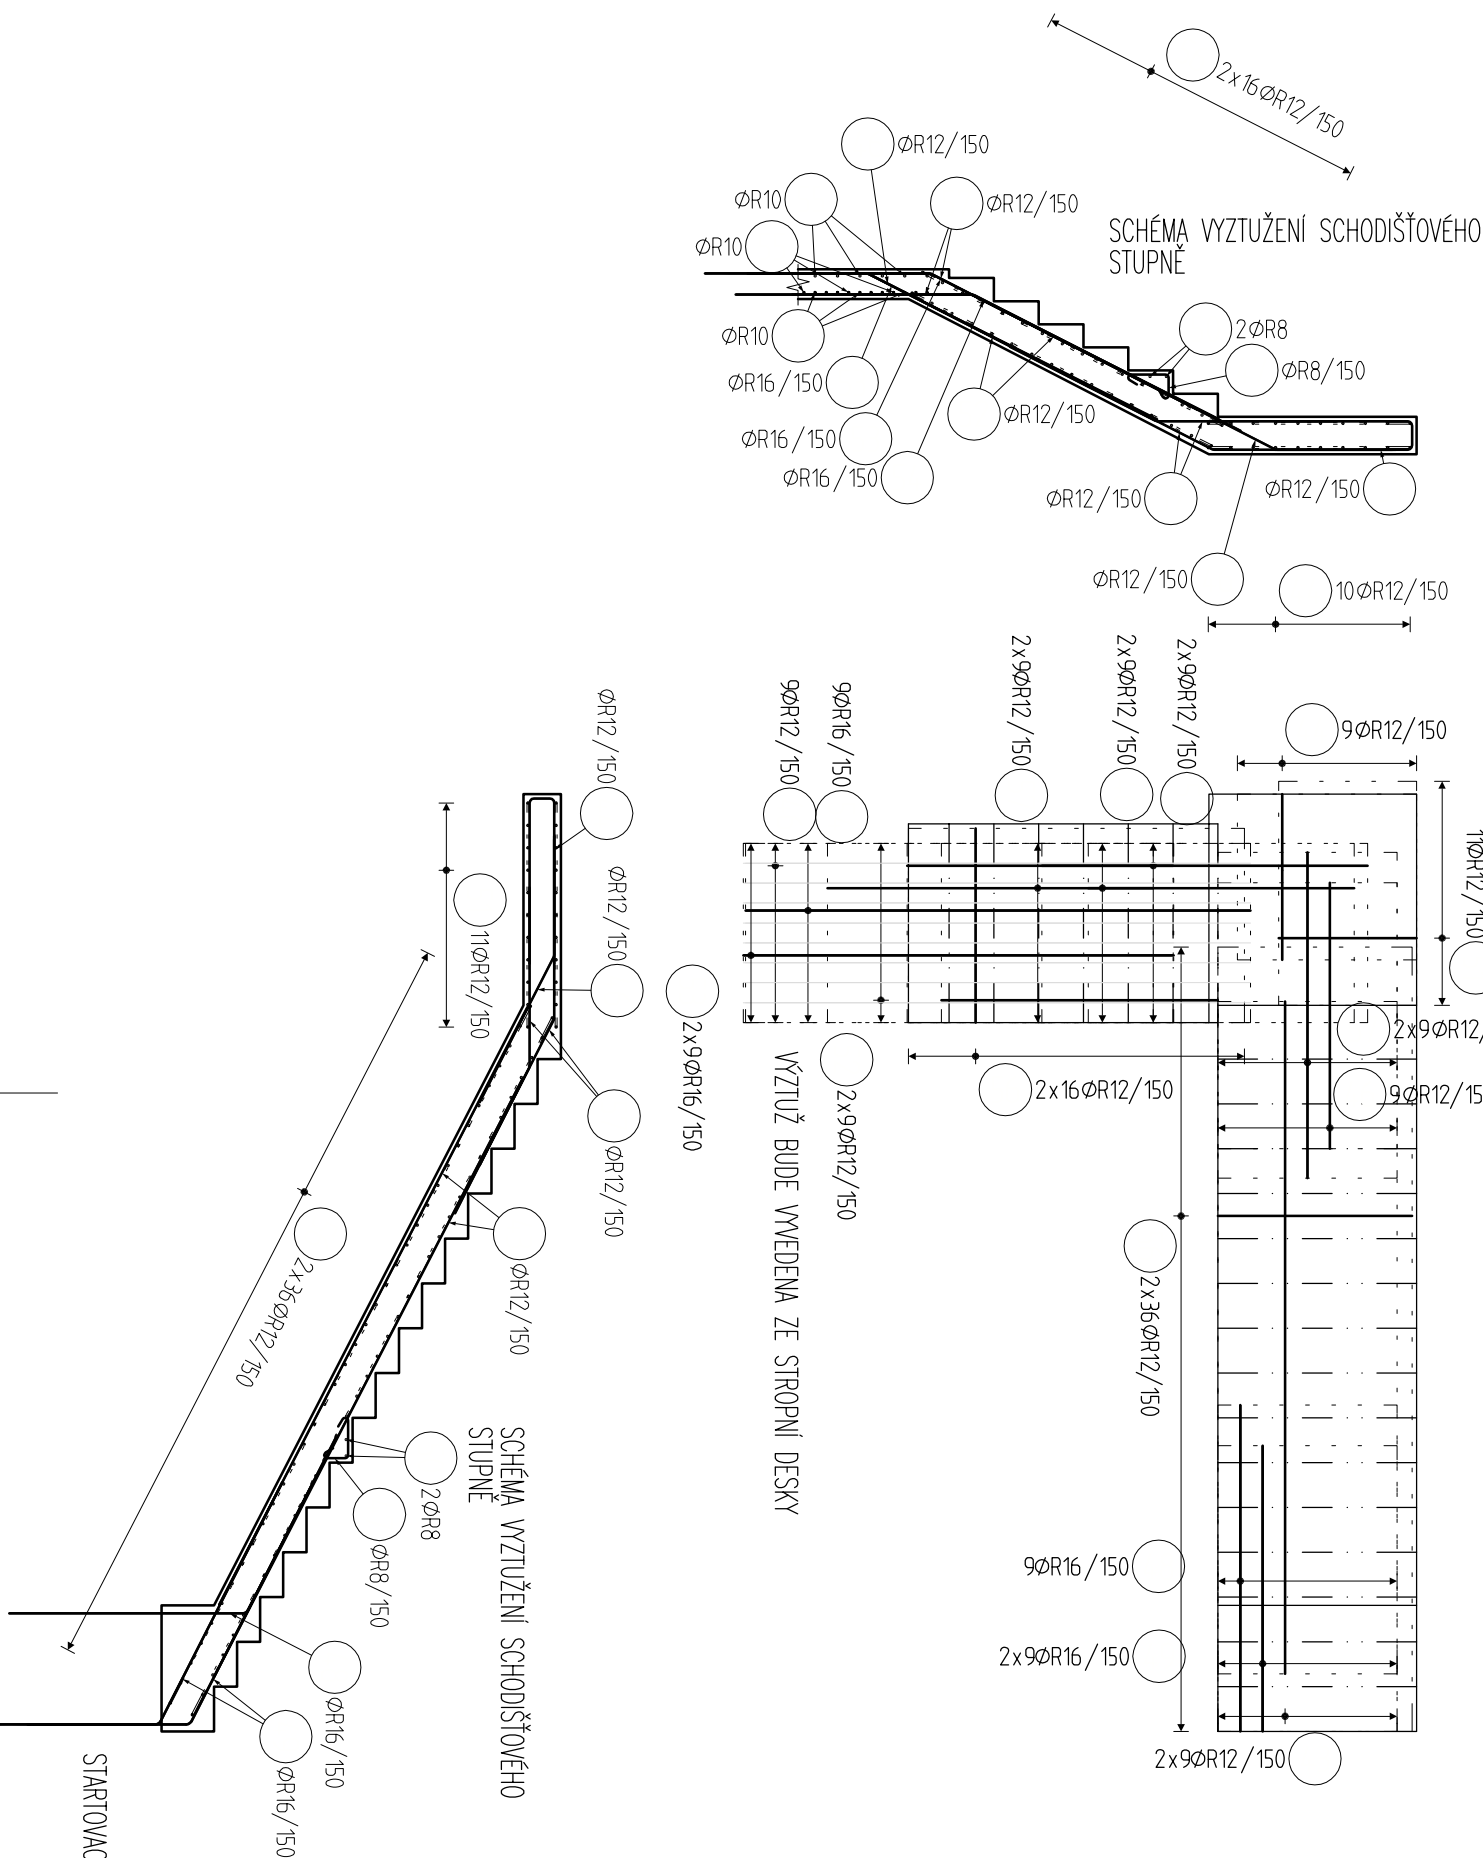 2x16ØR12/150
ØR12/150
ØR10
ØR12/150
SCHÉMA VYZTUŽENÍ SCHODIŠŤOVÉHO
STUPNĚ
ØR10
2ØR8
ØR10
ØR8/150
ØR16/150
ØR12/150
ØR16/150
ØR16/150
ØR12/150
ØR12/150
ØR12/150
10ØR12/150
2x9ØR12/150
2x9ØR12/150
2x9ØR12/150
9ØR16/150
9ØR12/150
9ØR12/150
11ØR12/150
ØR12/150
ØR12/150
11ØR12/150
2x9ØR16/150
ØR12/150
2x9ØR12/
9ØR12/15
2x16ØR12/150
2x9ØR12/150
VÝZTUŽ BUDE VYVEDENA ZE STROPNÍ DESKY
2x36ØR12/150
ØR12/150
2x36ØR12/150
SCHÉMA VYZTUŽENÍ SCHODIŠŤOVÉHO
STUPNĚ
2ØR8
ØR8/150
9ØR16/150
2x9ØR16/150
2x9ØR12/150
ØR16/150
ØR16/150
STARTOVAC